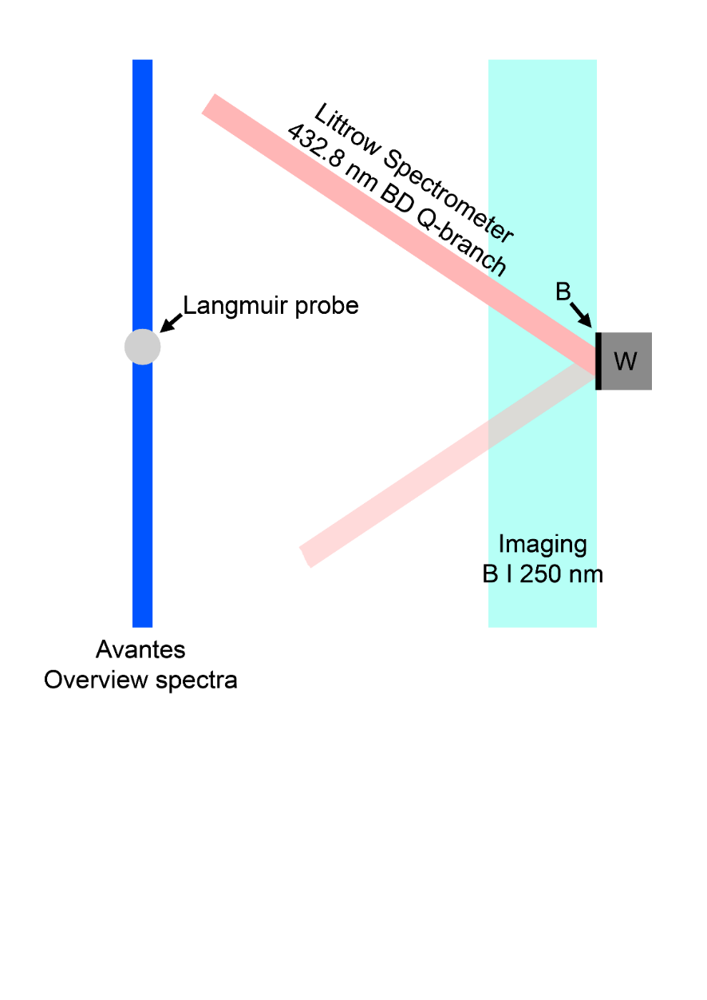 Littrow Spectrometer
432.8 nm BD Q-branch
B
Langmuir probe
W
Imaging
B I 250 nm
Avantes
Overview spectra